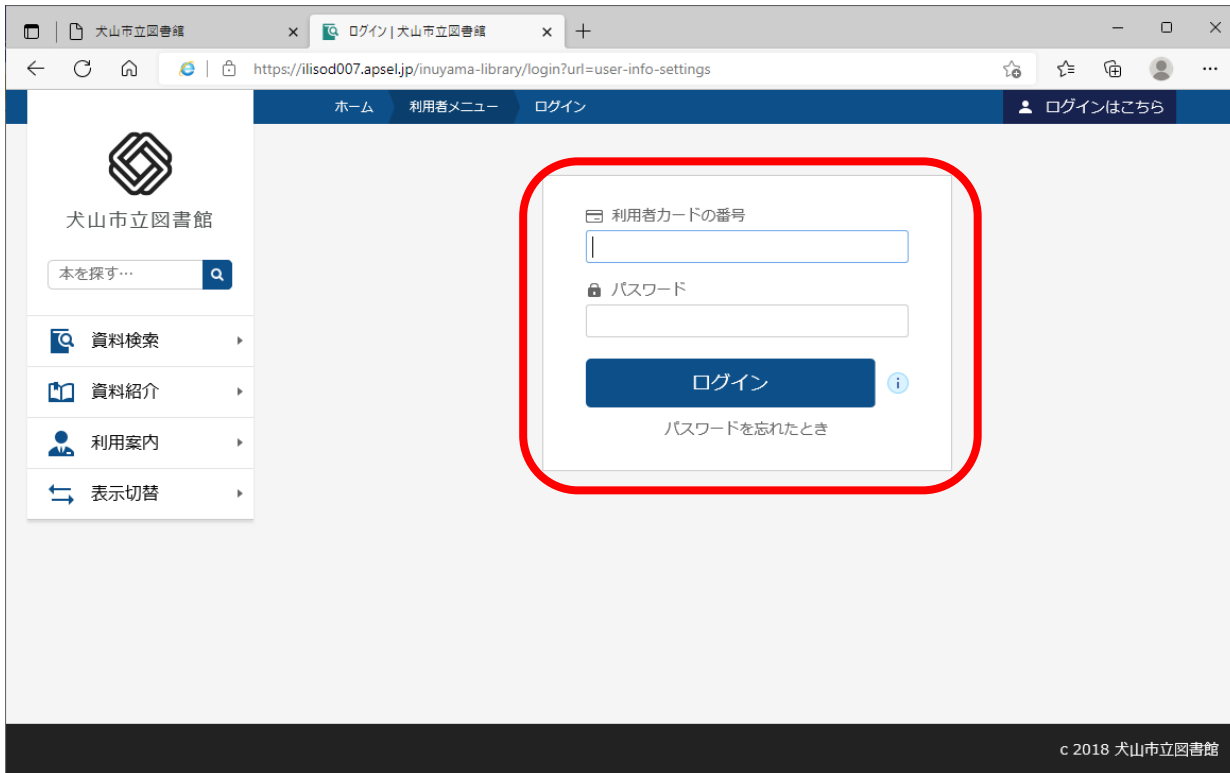 犬山市立図書館
ログイン | 犬山市立図書館
https://ilisod007.apsel.jp/inuyama-library/login?url=user-info-settings
ホーム 利用者メニュー ログイン
ログインはこちら
犬山市立図書館
本を探す…
資料検索
資料紹介
利用案内
表示切替
利用者カードの番号
パスワード
ログイン
パスワードを忘れたとき
c 2018 犬山市立図書館